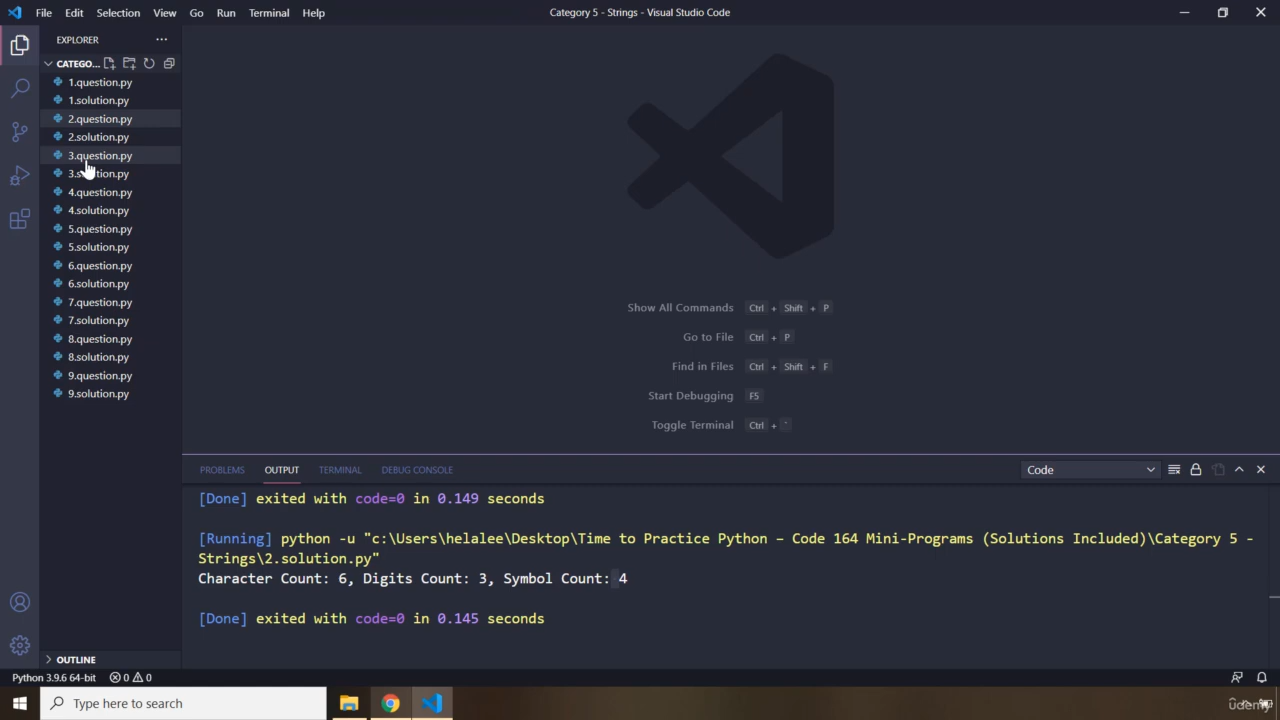 File Edit Selection View Go Run Terminal Help
Category 5 - Strings - Visual Studio Code
EXPLORER
CATEGO...
1.question.py
1.solution.py
2.question.py
2.solution.py
3.question.py
3.solution.py
4.question.py
4.solution.py
5.question.py
5.solution.py
6.question.py
6.solution.py
7.question.py
7.solution.py
8.question.py
8.solution.py
9.question.py
9.solution.py
OUTLINE
Show All Commands Ctrl + Shift + P
Go to File Ctrl + P
Find in Files Ctrl + Shift + F
Start Debugging F5
Toggle Terminal Ctrl + `
PROBLEMS OUTPUT TERMINAL DEBUG CONSOLE
Code
[Done] exited with code=0 in 0.149 seconds
[Running] python -u "c:\Users\helalee\Desktop\Time to Practice Python – Code 164 Mini-Programs (Solutions Included)\Category 5 -
Strings\2.solution.py"
Character Count: 6, Digits Count: 3, Symbol Count: 4
[Done] exited with code=0 in 0.145 seconds
Python 3.9.6 64-bit 0 0
Type here to search
udemy